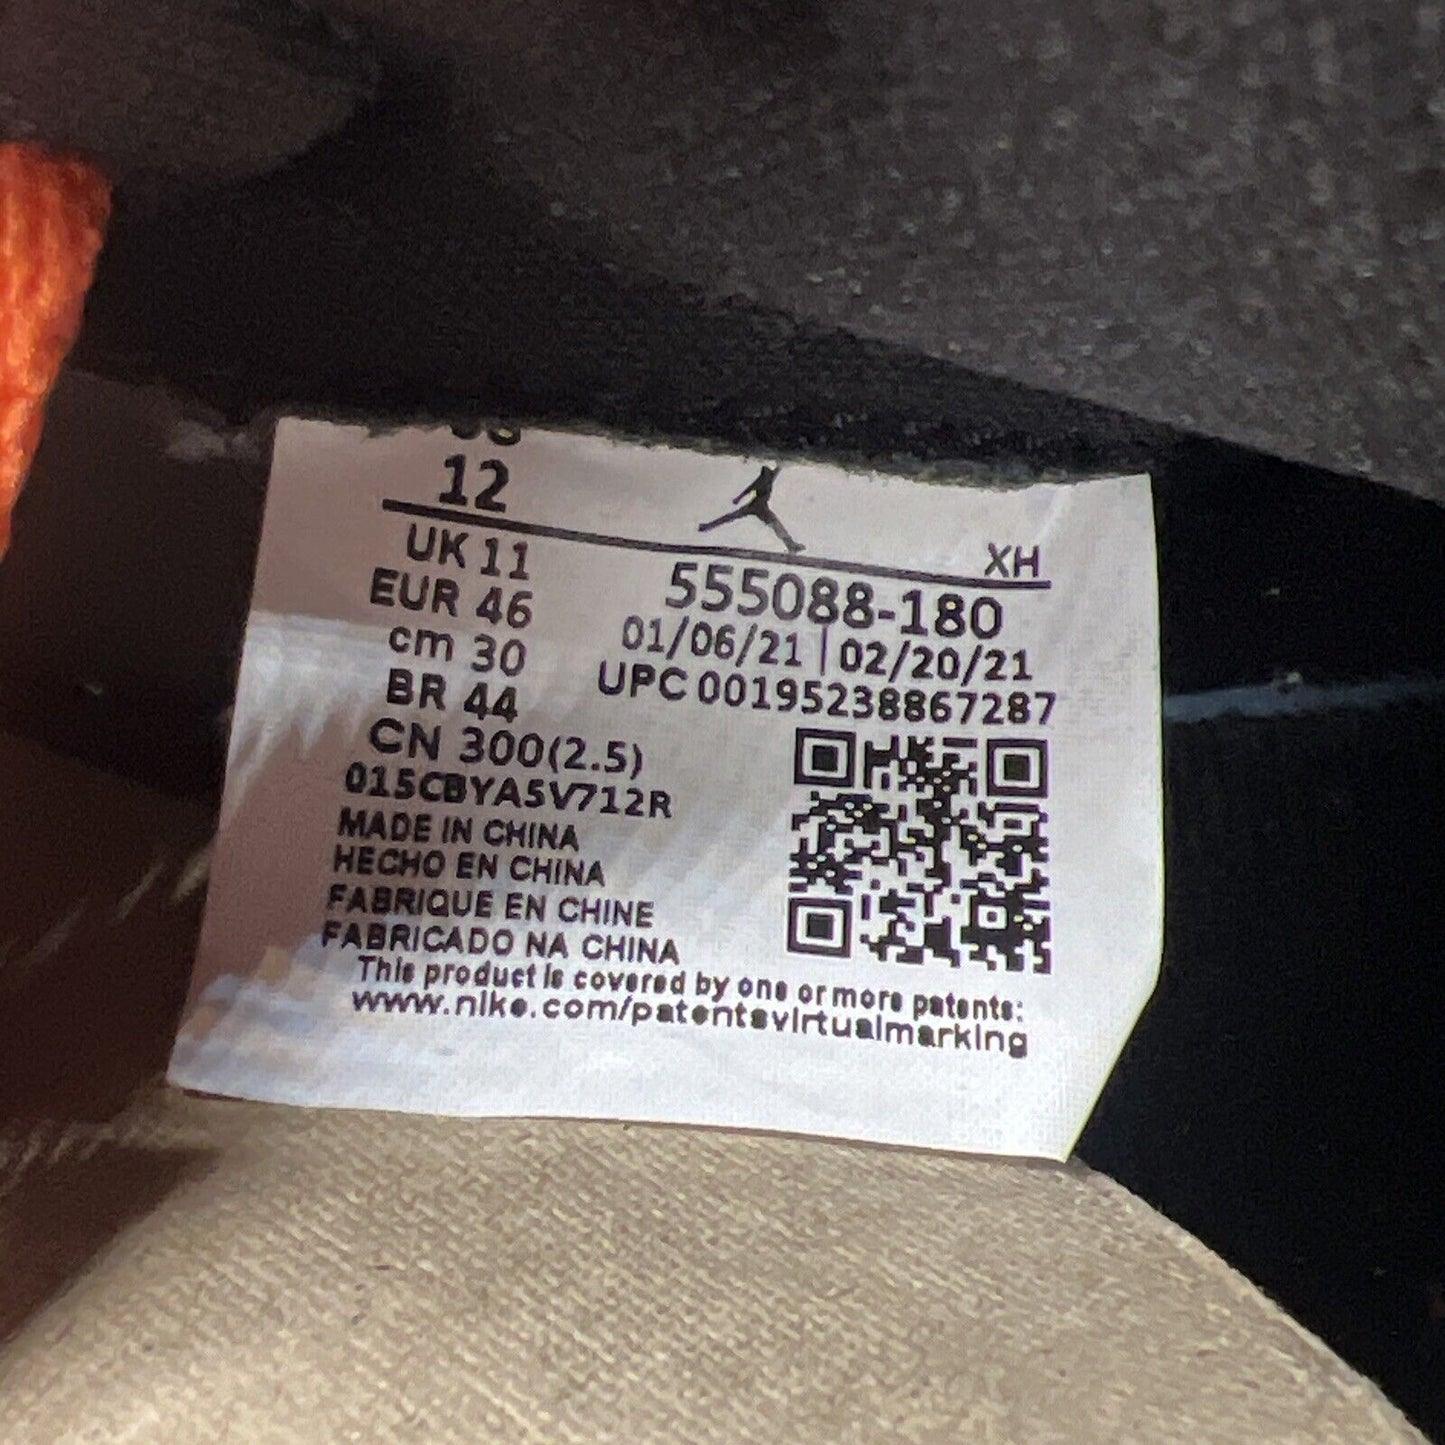 12
XH
UK 11
555088-180
EUR 46
01/06/21 | 02/20/21
cm 30
UPC 00195238867287
BR 44
CN 300(2.5)
015CBYA5V712R
MADE IN CHINA
HECHO EN CHINA
FABRIQUE EN CHINE
FABRICADO NA CHINA
This product is covered by one or more patents:
www.nike.com/patentsvirtualmarking